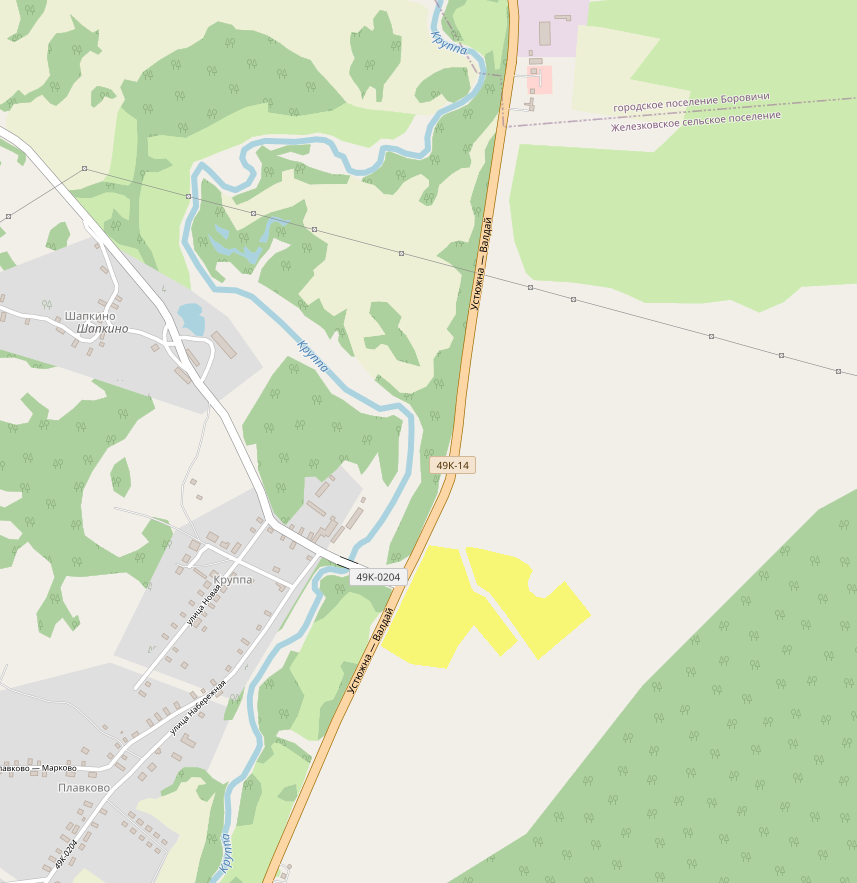 Круппа
городское поселение Боровичи
Железковское сельское поселение
Устюжна — Валдай
Шапкино
Шапкино
Круппа
49К-14
49К-0204
Круппа
улица Новая
Устюжна — Валдай
улица Набережная
лавково — Марково
Плавково
49К-0204
Круппа